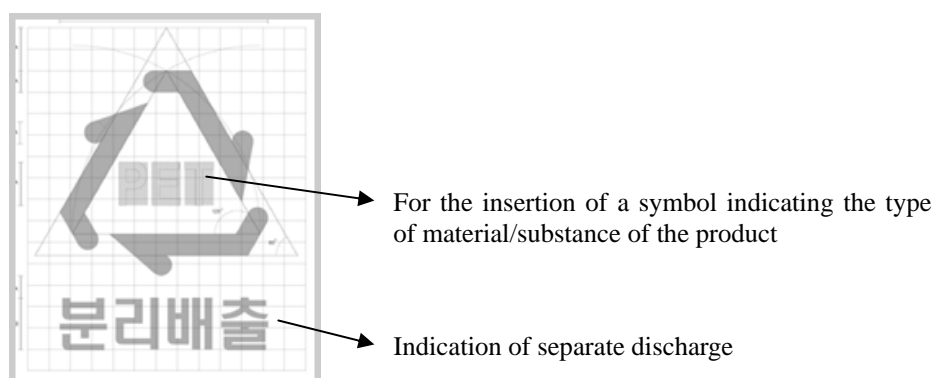 PET
For the insertion of a symbol indicating the type
of material/substance of the product
분리배출
Indication of separate discharge